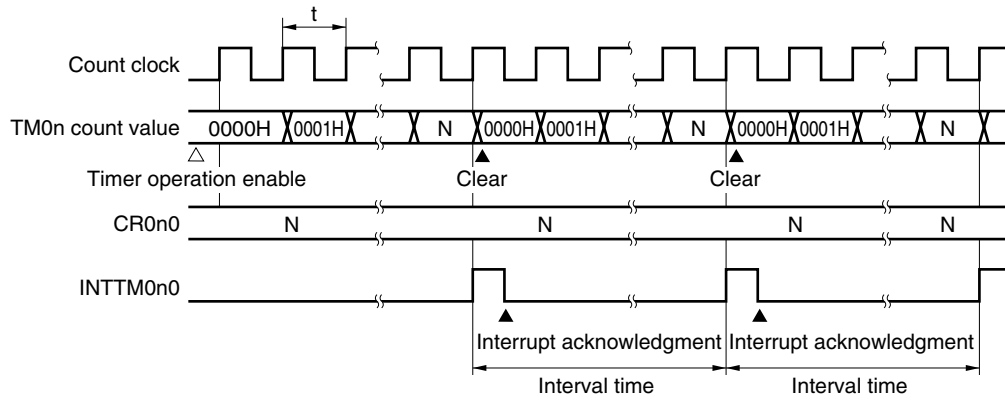 t
Count clock
TM0n count value 0000H 0001H N 0000H 0001H N 0000H 0001H N
Timer operation enable Clear Clear
CR0n0 N N N N
INTTM0n0
Interrupt acknowledgment Interrupt acknowledgment
Interval time Interval time